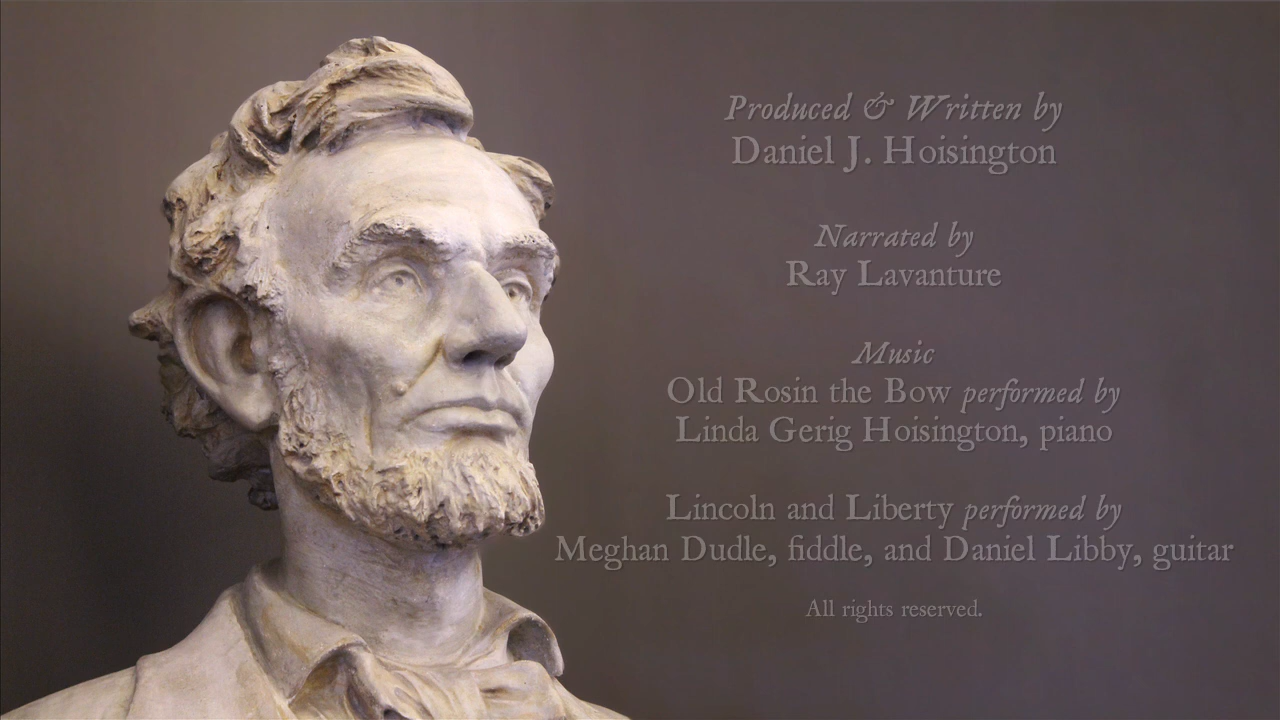 Produced & Written by
Daniel J. Hoisington
Narrated by
Ray Lavanture
Music
Old Rosin the Bow performed by
Linda Gerig Hoisington, piano
Lincoln and Liberty performed by
Meghan Dudle, fiddle, and Daniel Libby, guitar
All rights reserved.